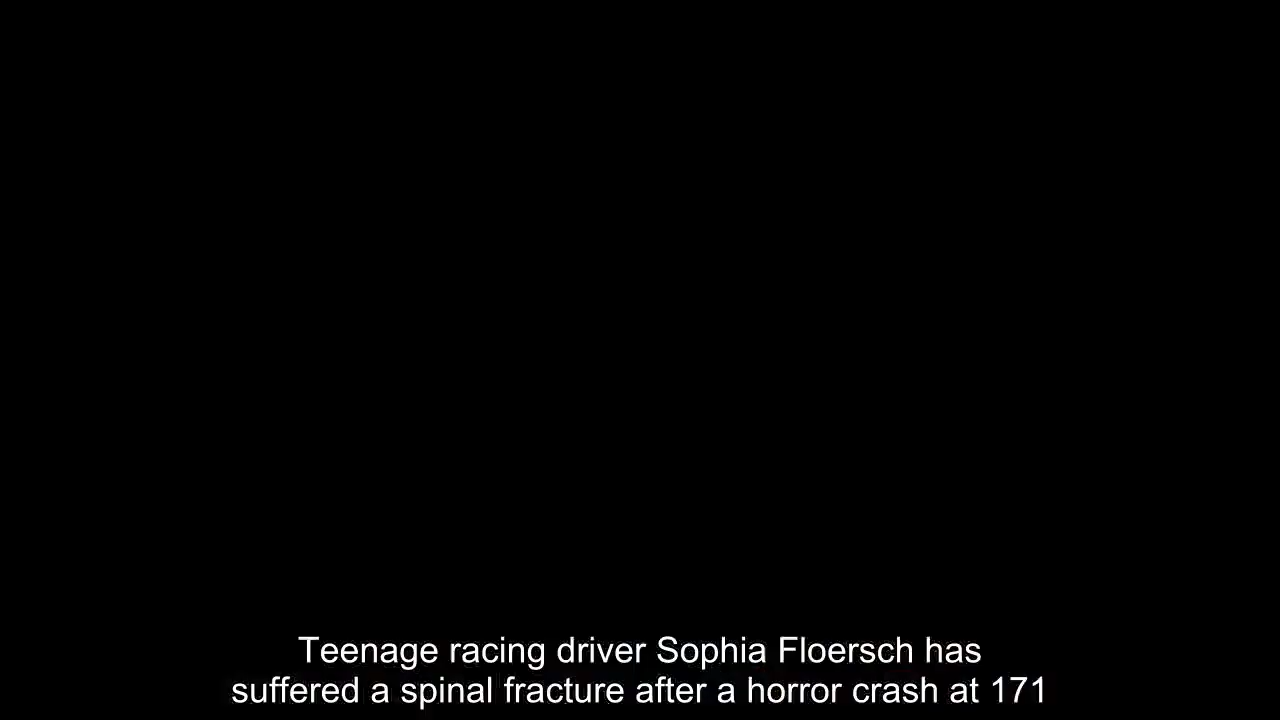 Teenage racing driver Sophia Floersch has
suffered a spinal fracture after a horror crash at 171